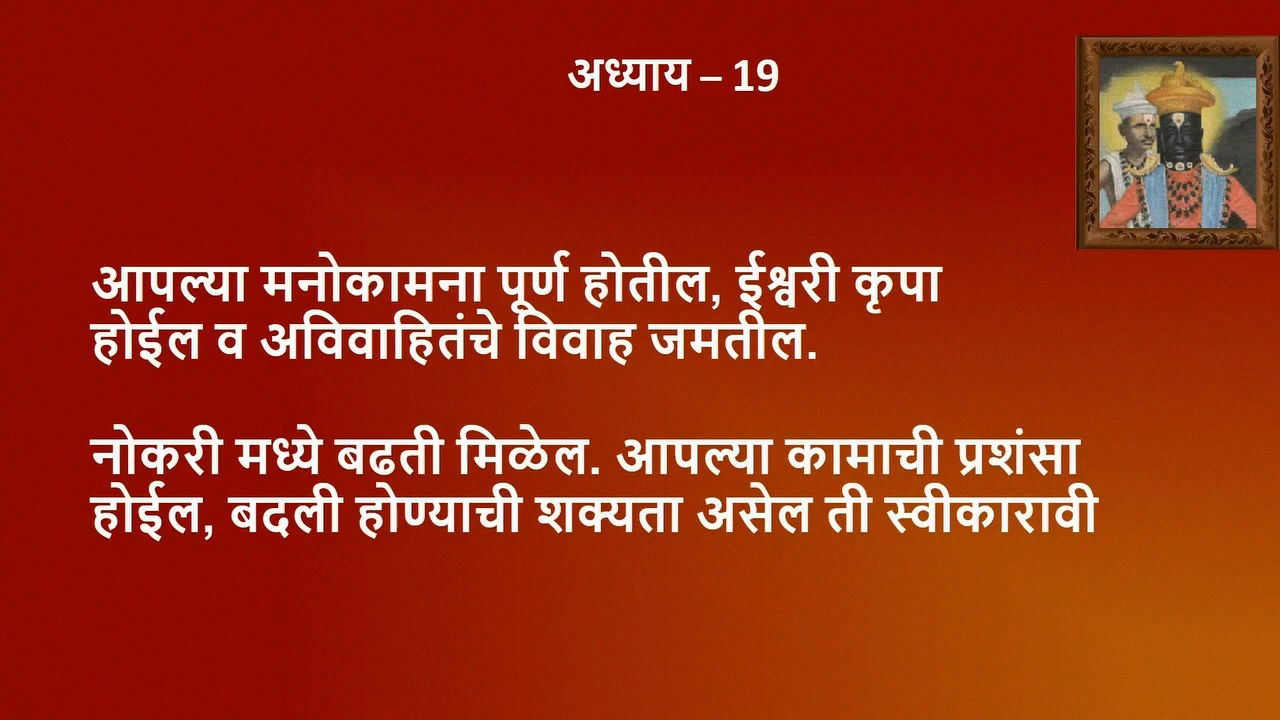 अध्याय – 19
आपल्या मनोकामना पूर्ण होतील, ईश्वरी कृपा
होईल व अविवाहितंचे विवाह जमतील.
नोकरी मध्ये बढती मिळेल. आपल्या कामाची प्रशंसा
होईल, बदली होण्याची शक्यता असेल ती स्वीकारावी